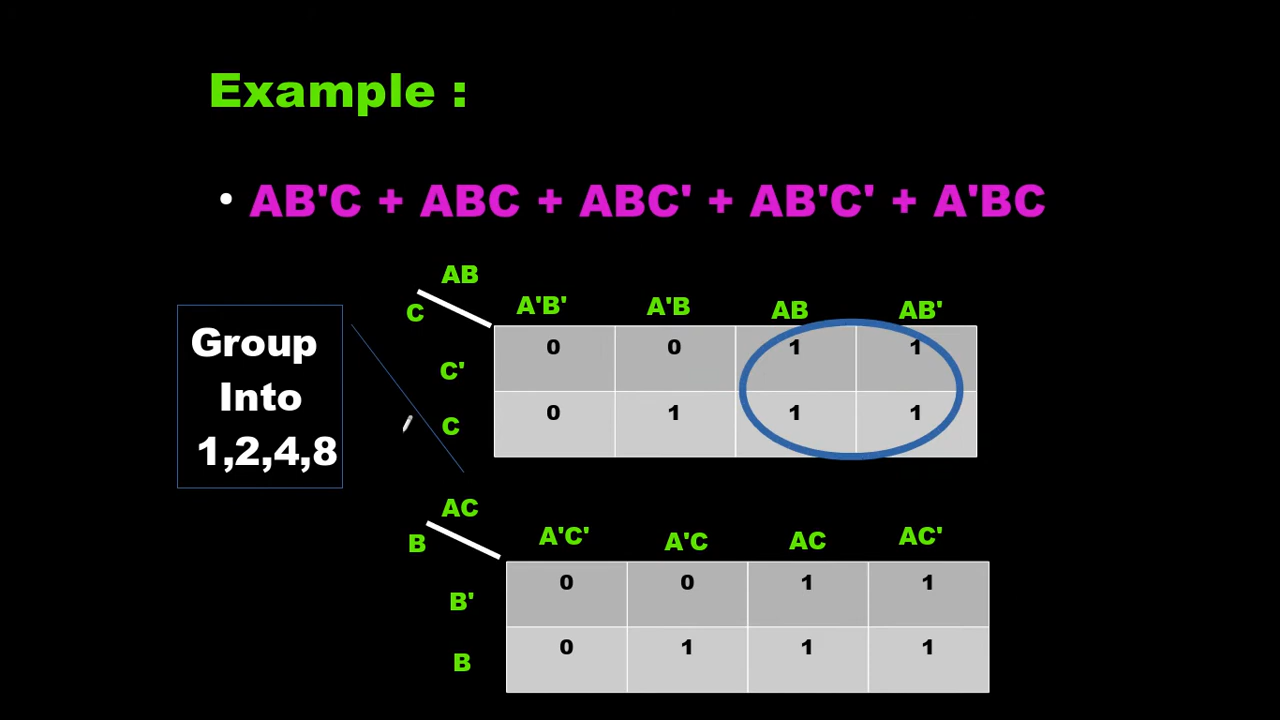 Example :
• AB'C + ABC + ABC' + AB'C' + A'BC
Group
Into
1,2,4,8
AB
C
A'B' A'B AB AB'
C' 0 0 1 1
C 0 1 1 1
AC
B
A'C' A'C AC AC'
B' 0 0 1 1
B 0 1 1 1